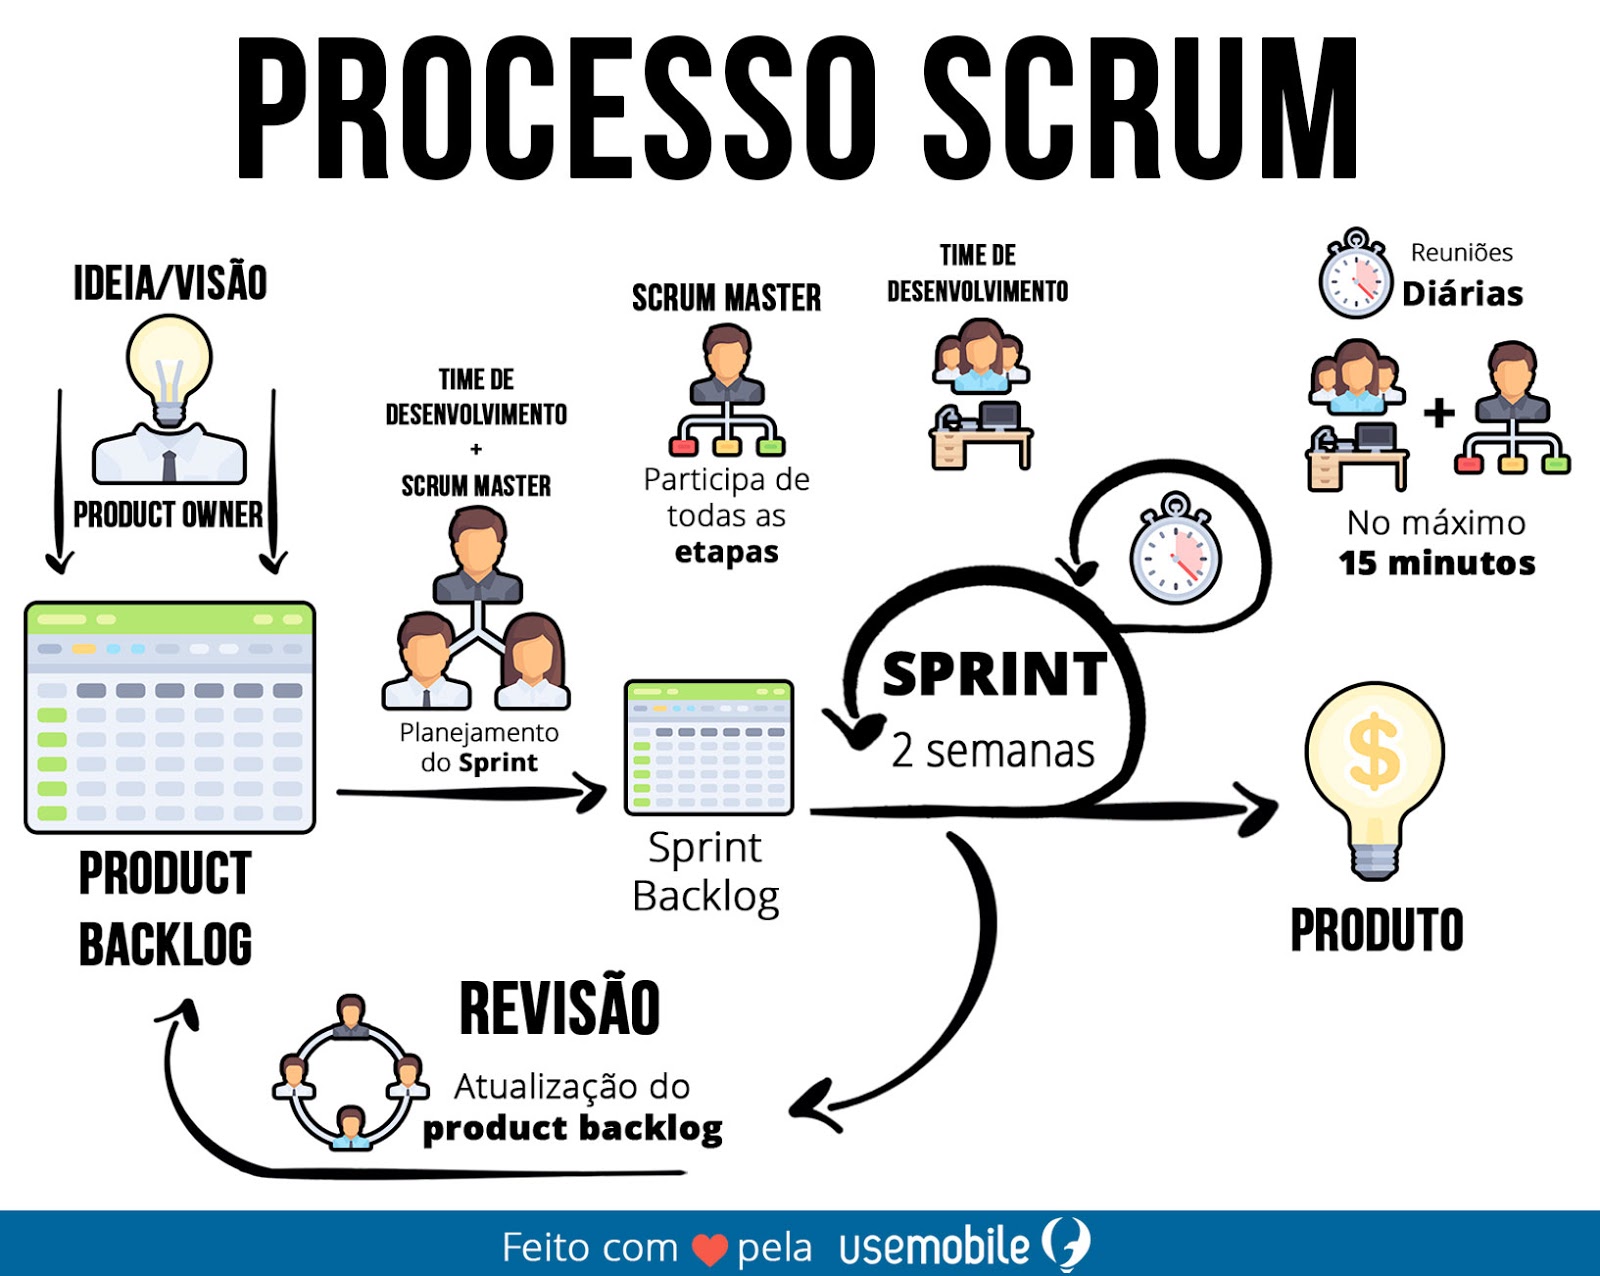 PROCESSO SCRUM
IDEIA/VISÃO
PRODUCT OWNER
PRODUCT
BACKLOG
TIME DE
DESENVOLVIMENTO
+
SCRUM MASTER
Planejamento
do Sprint
SCRUM MASTER
Participa de
todas as
etapas
Sprint
Backlog
TIME DE
DESENVOLVIMENTO
SPRINT
2 semanas
Reuniões
Diárias
+
No máximo
15 minutos
$
PRODUTO
REVISÃO
Atualização do
product backlog
Feito com ❤ pela usemobile